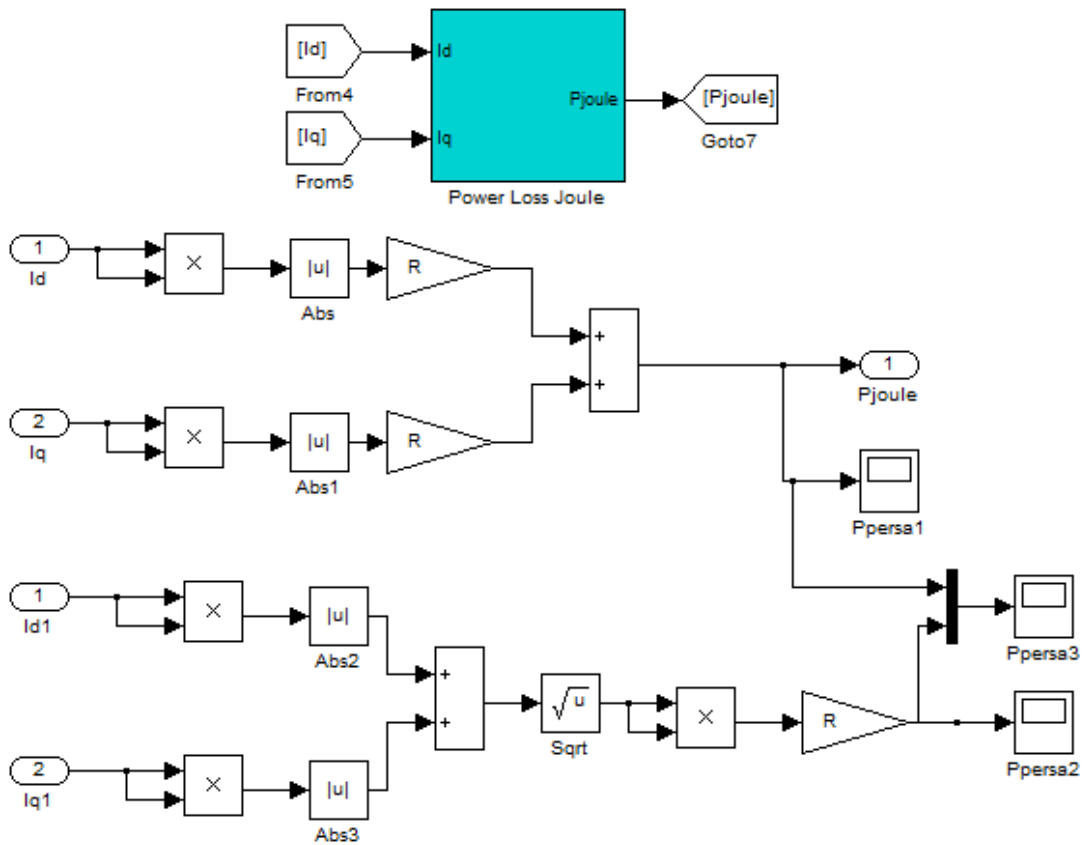 [Id]
Id
From4
Pjoule
[Pjoule]
Goto7
[Iq]
Iq
From5
Power Loss Joule
1
Id
×
|u|
Abs
R
+
+
1
Pjoule
2
Iq
×
|u|
Abs1
R
Ppersa1
1
Id1
×
|u|
Abs2
+
+
√u
Sqrt
×
R
Ppersa3
Ppersa2
2
Iq1
×
|u|
Abs3